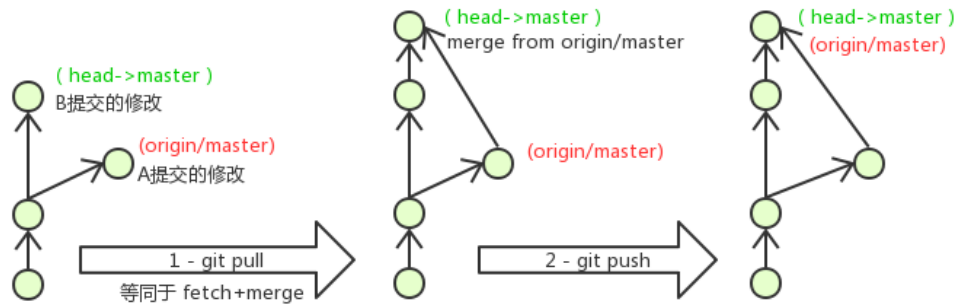 ( head->master )
B提交的修改
(origin/master)
A提交的修改
1 - git pull
等同于 fetch+merge
( head->master )
merge from origin/master
(origin/master)
2 - git push
( head->master )
(origin/master)